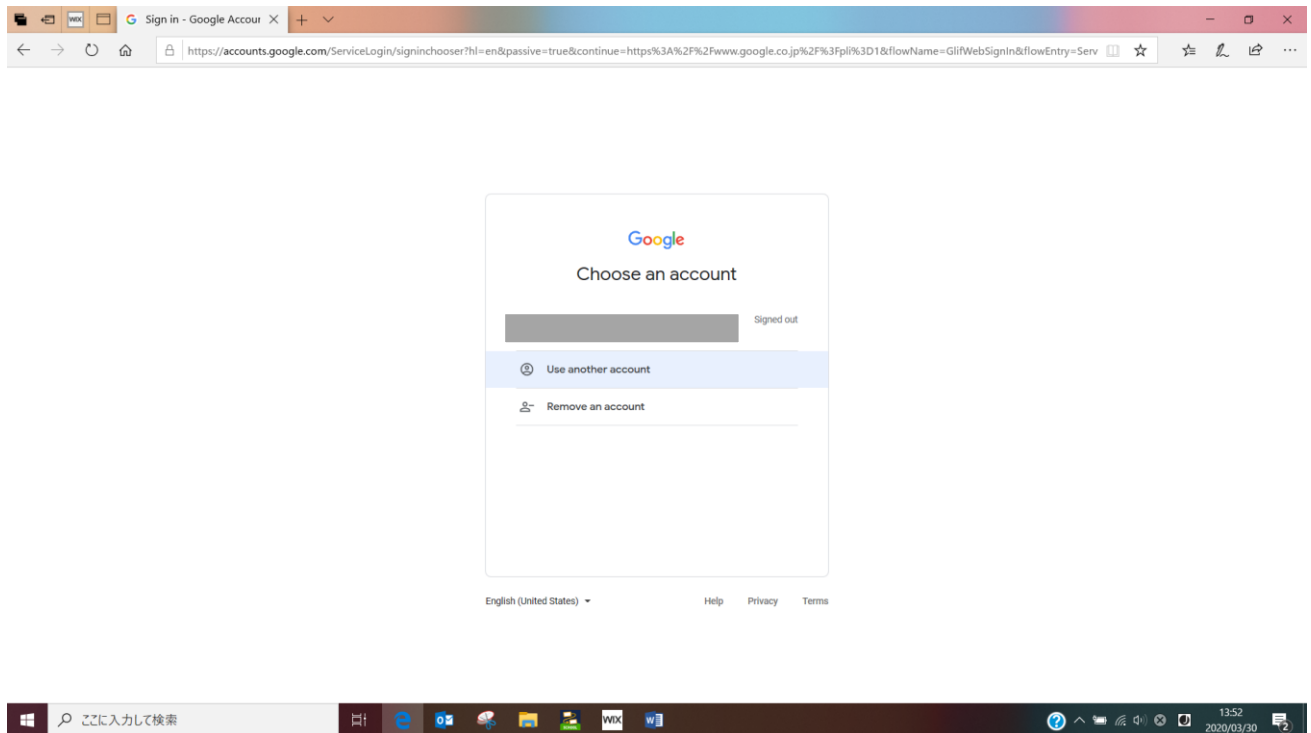 WIX
G Sign in - Google Accour
https://accounts.google.com/ServiceLogin/signinchooser?hl=en&passive=true&continue=https%3A%2F%2Fwww.google.co.jp%2F%3Fpli%3D1&flowName=GlifWebSignIn&flowEntry=Serv
Google
Choose an account
Signed out
Use another account
Remove an account
English (United States)
Help Privacy Terms
ここに入力して検索
WIX
13:52
2020/03/30
2